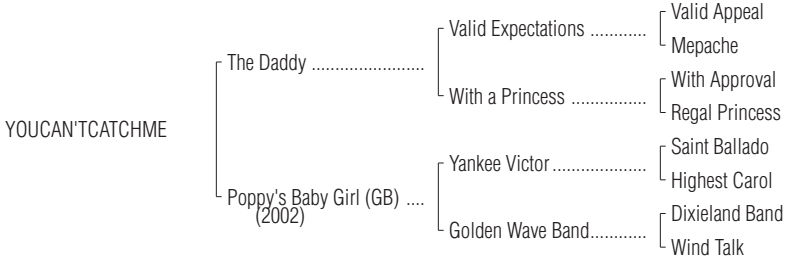 Valid Appeal
Valid Expectations ............
Mepache
The Daddy ........................
With Approval
With a Princess ................
Regal Princess
YOUCAN'TCATCHME
Saint Ballado
Yankee Victor ....................
Highest Carol
Poppy's Baby Girl (GB) ....
(2002)
Dixieland Band
Golden Wave Band............
Wind Talk